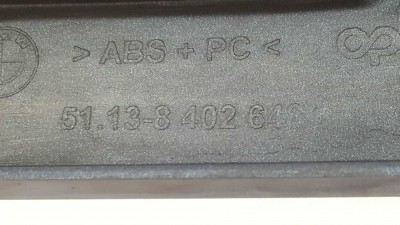 > ABS + PC <
51.13-8 402 64